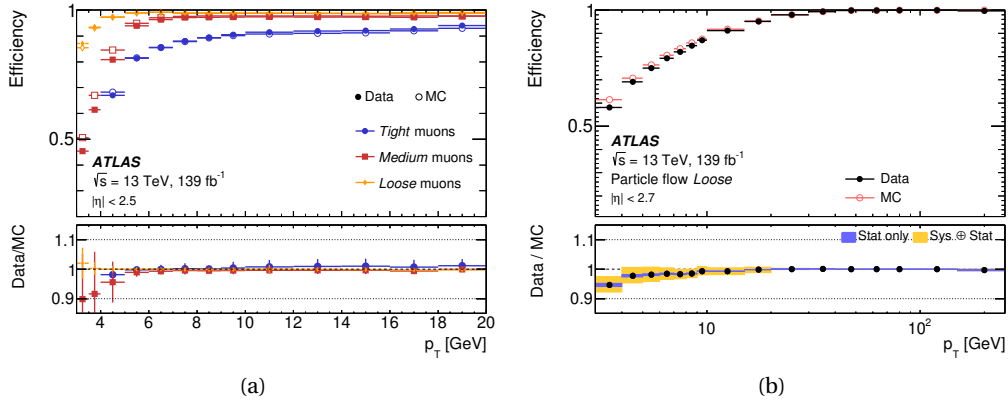 Efficiency
1
0.5
Data MC
Tight muons
Medium muons
Loose muons
ATLAS
√s = 13 TeV, 139 fb⁻¹
|η| < 2.5
Data/MC
1.1
1
0.9
4 6 8 10 12 14 16 18 20
p_T [GeV]
(a)
Efficiency
1
0.5
ATLAS
√s = 13 TeV, 139 fb⁻¹
Particle flow Loose
|η| < 2.7
Data
MC
Data / MC
Stat only Sys. ⊕ Stat
1.1
1
0.9
10 10²
p_T [GeV]
(b)